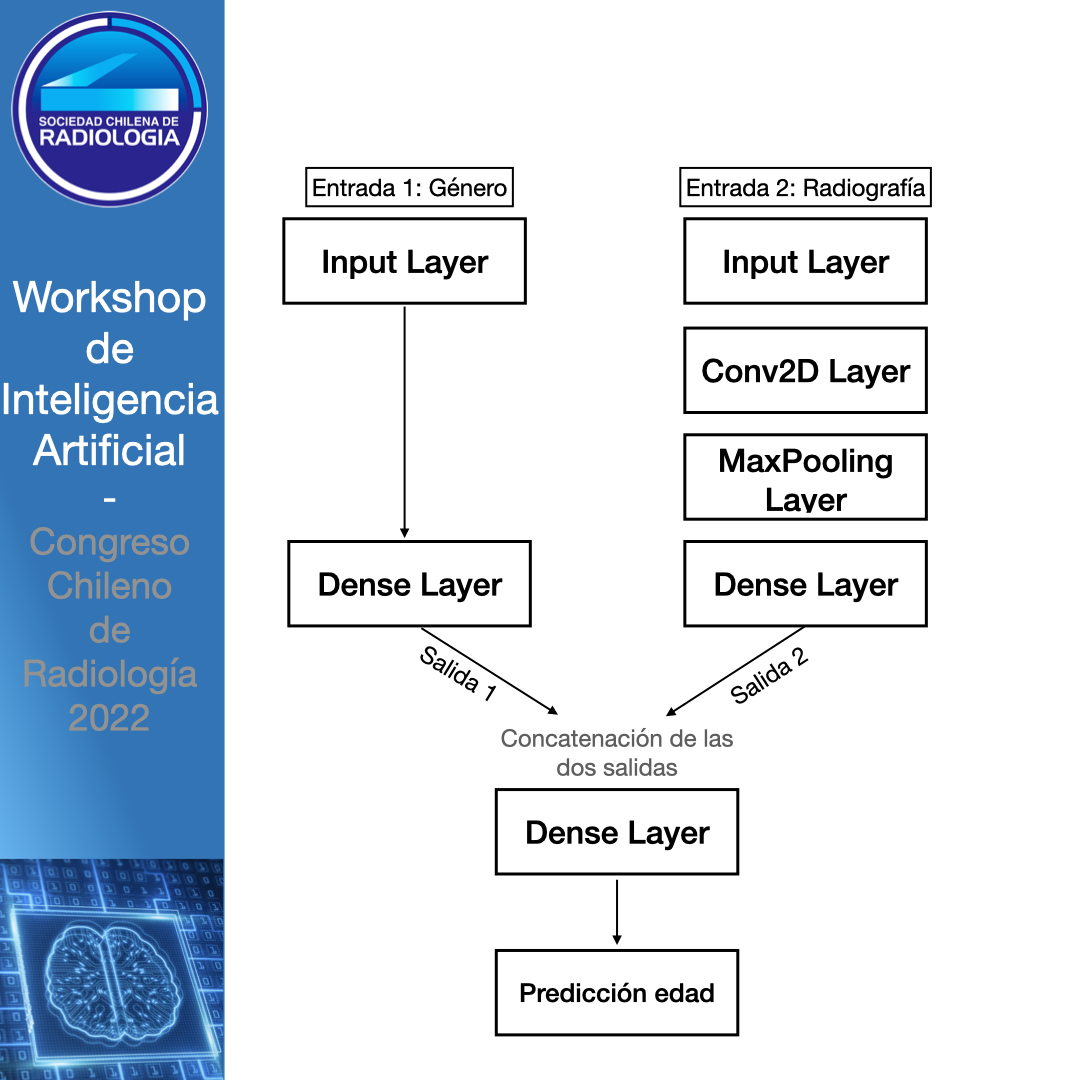 SOCIEDAD CHILENA DE
RADIOLOGIA
Workshop
de
Inteligencia
Artificial
-
Congreso
Chileno
de
Radiología
2022
Entrada 1: Género
Input Layer
Dense Layer
Salida 1
Entrada 2: Radiografía
Input Layer
Conv2D Layer
MaxPooling
Layer
Dense Layer
Salida 2
Concatenación de las
dos salidas
Dense Layer
Predicción edad